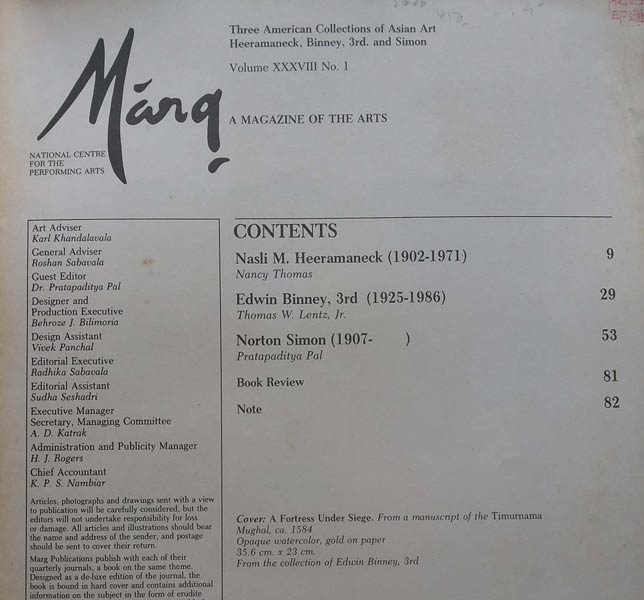 Three American Collections of Asian Art
Heeramaneck, Binney, 3rd. and Simon
Volume XXXVIII No. 1
Mārg
A MAGAZINE OF THE ARTS
NATIONAL CENTRE
FOR THE
PERFORMING ARTS
Art Adviser
Karl Khandalavala
General Adviser
Roshan Sabavala
Guest Editor
Dr. Pratapaditya Pal
Designer and
Production Executive
Behroze J. Bilimoria
Design Assistant
Vivek Panchal
Editorial Executive
Radhika Sabavala
Editorial Assistant
Sudha Seshadri
Executive Manager
Secretary, Managing Committee
A. D. Katrak
Administration and Publicity Manager
H. J. Rogers
Chief Accountant
K. P. S. Nambiar
Articles, photographs and drawings sent with a view
to publication will be carefully considered, but the
editors will not undertake responsibility for loss
or damage. All articles and illustrations should bear
the name and address of the sender, and postage
should be sent to cover their return.
Marg Publications publish with each of their
quarterly journals, a book on the same theme.
Designed as a de-luxe edition of the journal, the
book is bound in hard cover and contains additional
information on the subject in the form of erudite
CONTENTS
Nasli M. Heeramaneck (1902-1971) 9
Nancy Thomas
Edwin Binney, 3rd (1925-1986) 29
Thomas W. Lentz, Jr.
Norton Simon (1907- ) 53
Pratapaditya Pal
Book Review 81
Note 82
Cover: A Fortress Under Siege. From a manuscript of the Timurnama
Mughal, ca. 1584
Opaque watercolor, gold on paper
35.6 cm. x 23 cm.
From the collection of Edwin Binney, 3rd